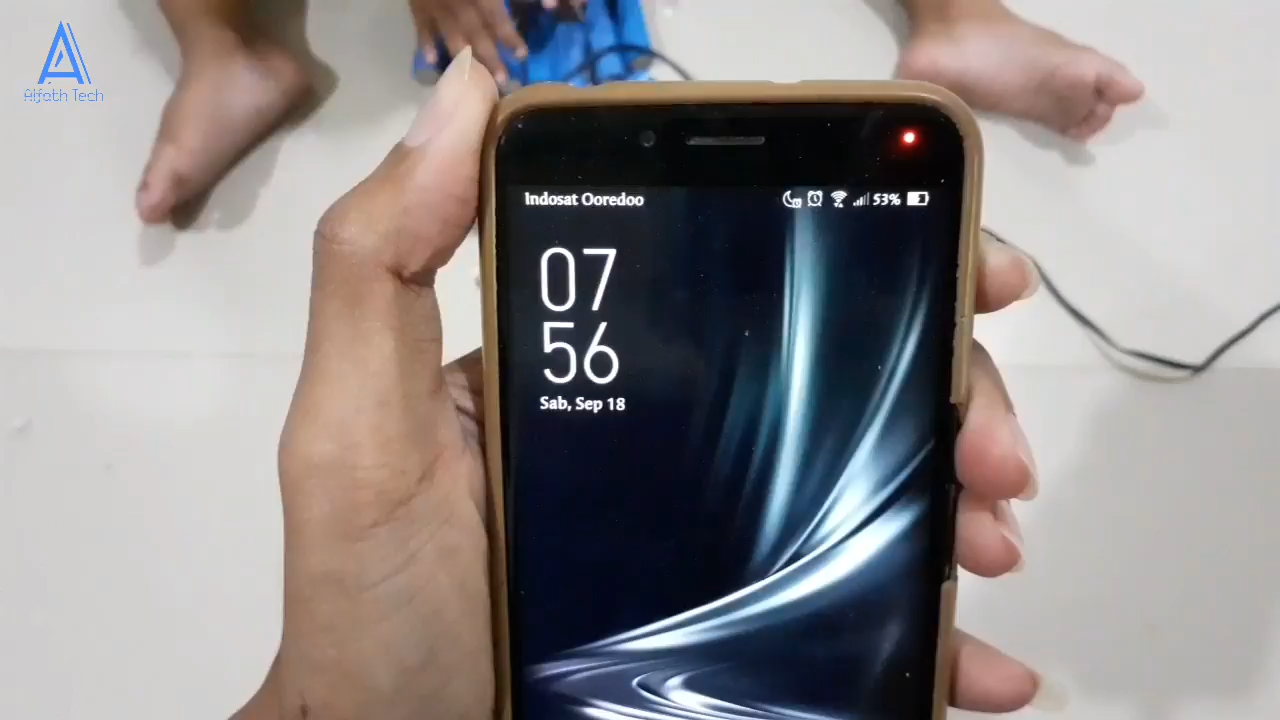 Alfath Tech
Indosat Ooredoo
53%
07
56
Sab, Sep 18